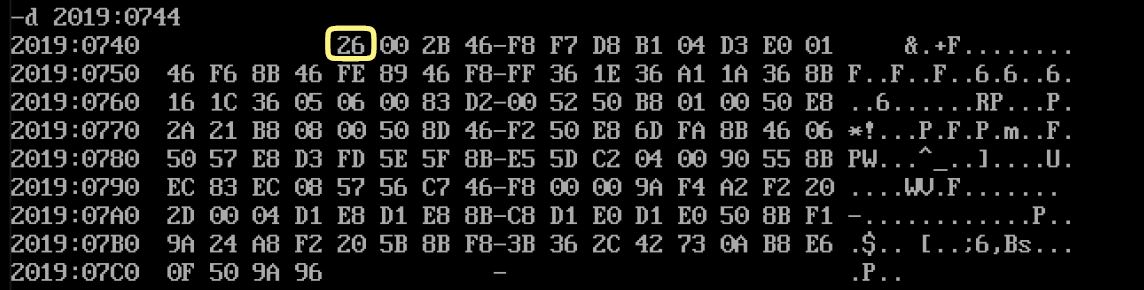 -d 2019:0744
2019:0740              26 00 2B 46-F8 F7 D8 B1 04 D3 E0 01       &.+F........
2019:0750  46 F6 8B 46 FE 89 46 F8-FF 36 1E 36 A1 1A 36 8B   F..F..F..6.6..6.
2019:0760  16 1C 36 05 06 00 83 D2-00 52 50 B8 01 00 50 E8   ..6......RP...P.
2019:0770  2A 21 B8 08 00 50 8D 46-F2 50 E8 6D FA 8B 46 06   *!...P.F.P.m..F.
2019:0780  50 57 E8 D3 FD 5E 5F 8B-E5 5D C2 04 00 90 55 8B   PW...^_..]....U.
2019:0790  EC 83 EC 08 57 56 C7 46-F8 00 00 9A F4 A2 F2 20   ....WV.F.......
2019:07A0  2D 00 04 D1 E8 D1 E8 8B-C8 D1 E0 D1 E0 50 8B F1   -............P..
2019:07B0  9A 24 A8 F2 20 5B 8B F8-3B 36 2C 42 73 0A B8 E6   .$.. [..;6,Bs...
2019:07C0  0F 50 9A 96            -                          .P..